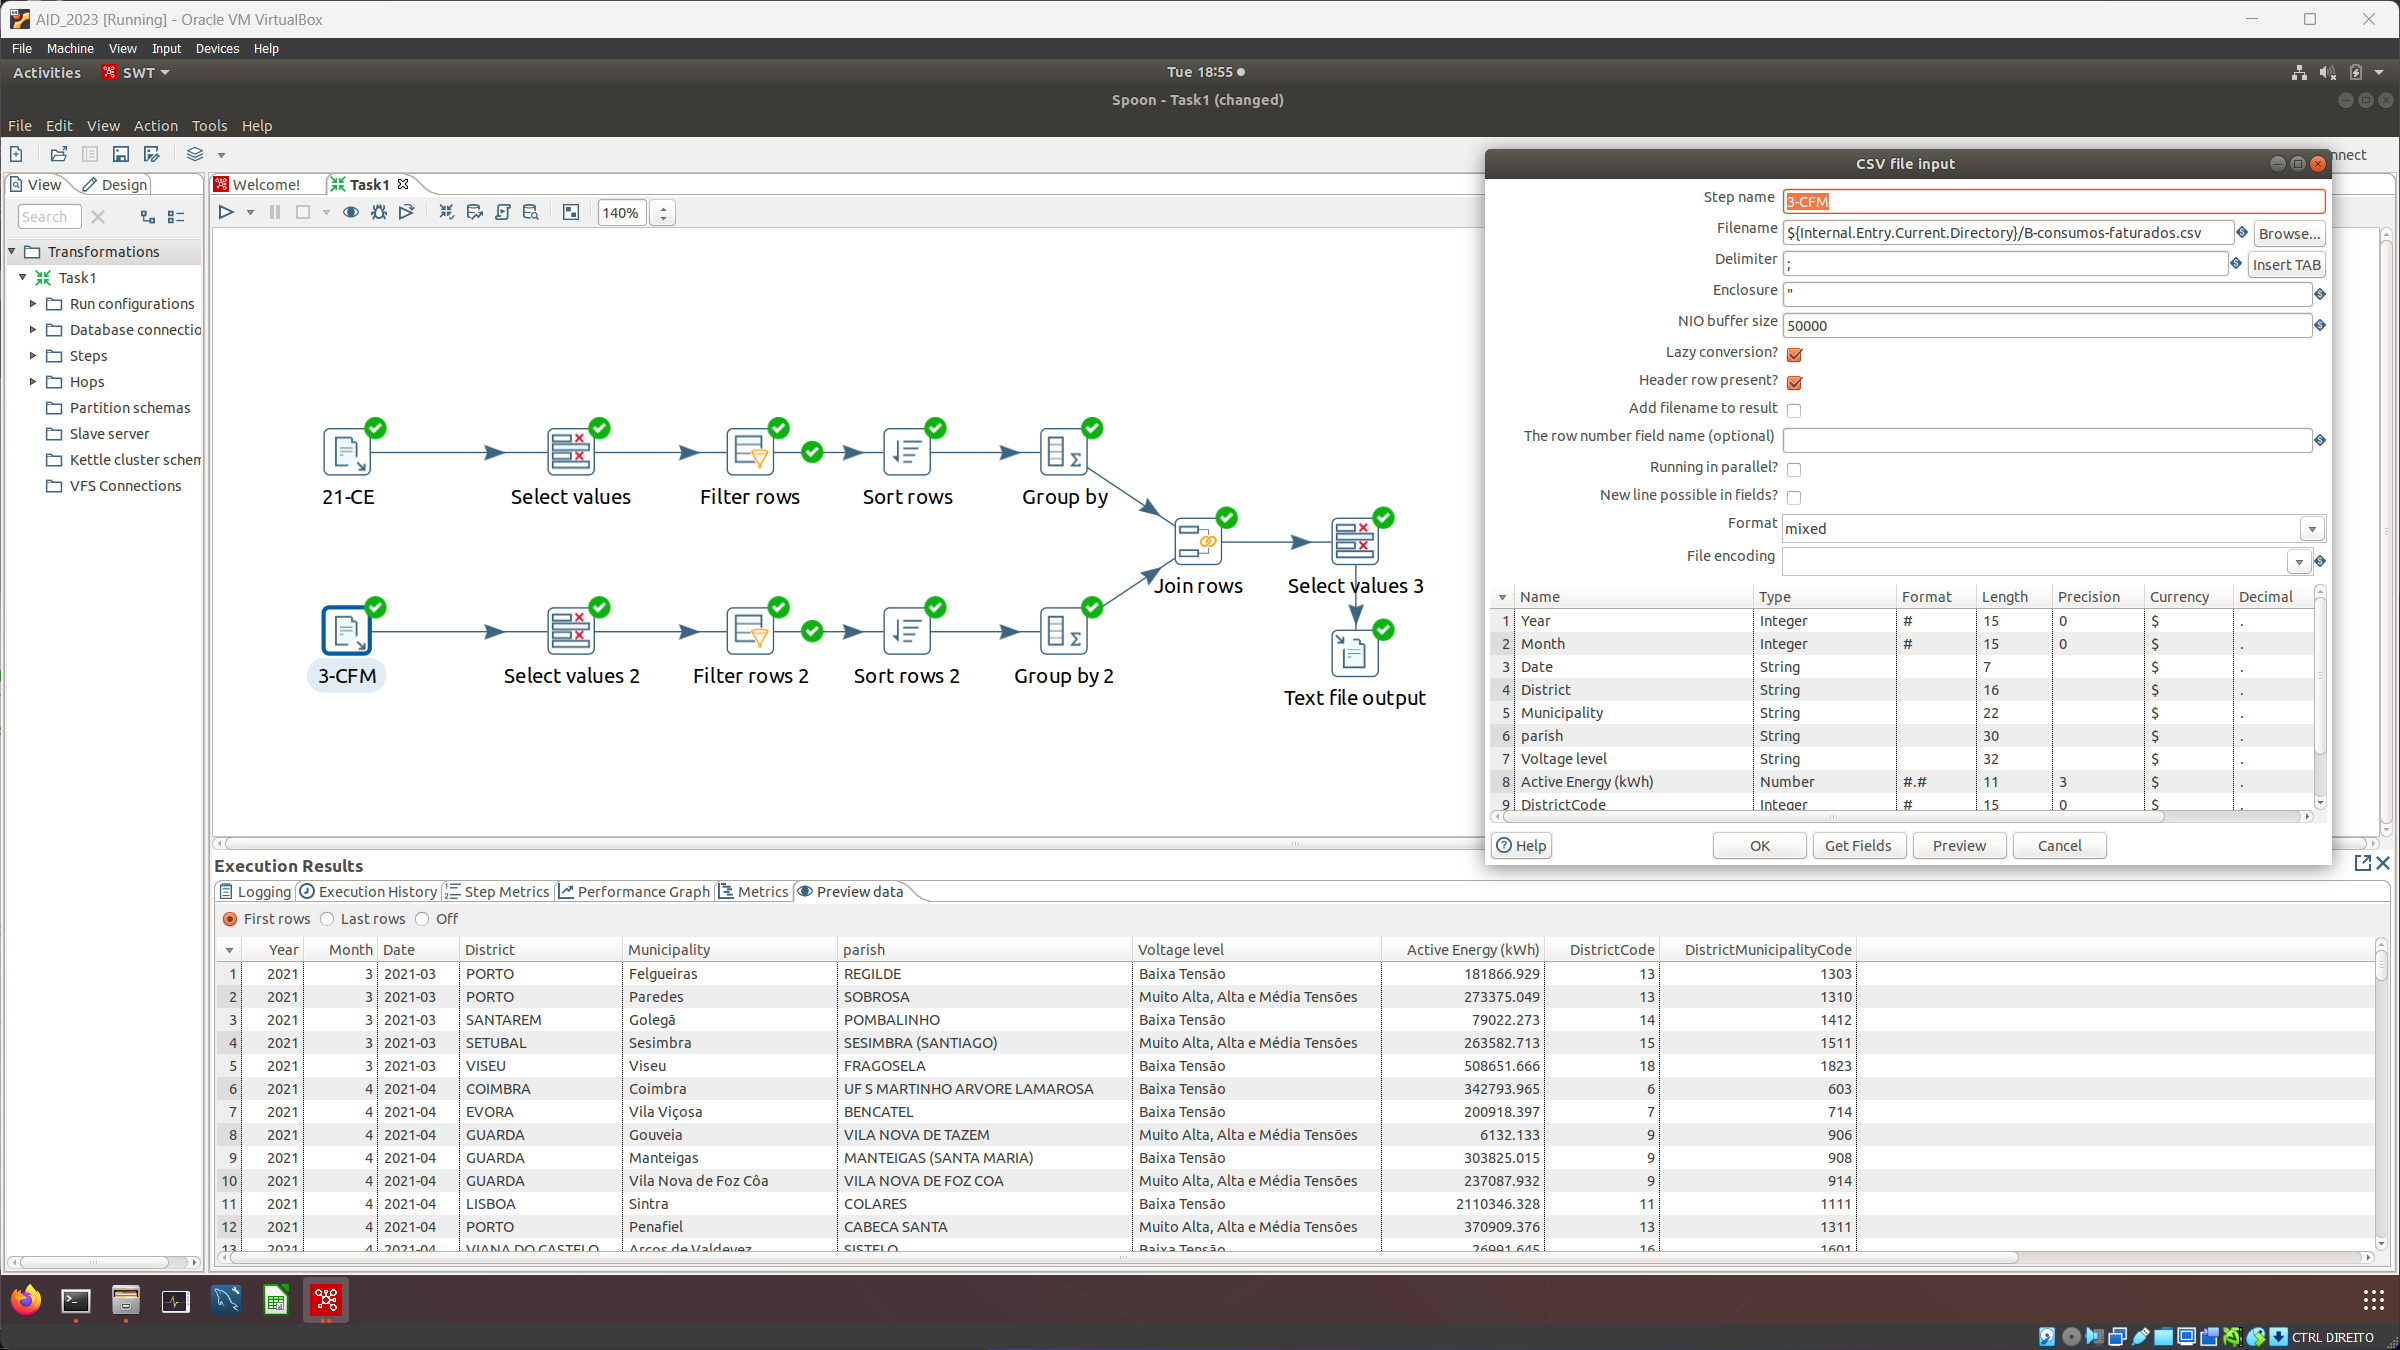 AID_2023 [Running] - Oracle VM VirtualBox
File Machine View Input Devices Help
Activities SWT Tue 18:55
Spoon - Task1 (changed)
File Edit View Action Tools Help
nnect
View Design
Search
Transformations
Task1
Run configurations
Database connectio
Steps
Hops
Partition schemas
Slave server
Kettle cluster schem
VFS Connections
Welcome! Task1
140%
21-CE
Select values
Filter rows
Sort rows
Group by
Join rows
Select values 3
Text file output
3-CFM
Select values 2
Filter rows 2
Sort rows 2
Group by 2
CSV file input
Step name 3-CFM
Filename ${Internal.Entry.Current.Directory}/B-consumos-faturados.csv Browse...
Delimiter ; Insert TAB
Enclosure "
NIO buffer size 50000
Lazy conversion?
Header row present?
Add filename to result
The row number field name (optional)
Running in parallel?
New line possible in fields?
Format mixed
File encoding
Name Type Format Length Precision Currency Decimal
1 Year Integer # 15 0 $ .
2 Month Integer # 15 0 $ .
3 Date String 7 $ .
4 District String 16 $ .
5 Municipality String 22 $ .
6 parish String 30 $ .
7 Voltage level String 32 $ .
8 Active Energy (kWh) Number #.# 11 3 $ .
9 DistrictCode Integer # 15 0 $ .
Help OK Get Fields Preview Cancel
Execution Results
Logging Execution History Step Metrics Performance Graph Metrics Preview data
First rows Last rows Off
Year Month Date District Municipality parish Voltage level Active Energy (kWh) DistrictCode DistrictMunicipalityCode
1 2021 3 2021-03 PORTO Felgueiras REGILDE Baixa Tensão 181866.929 13 1303
2 2021 3 2021-03 PORTO Paredes SOBROSA Muito Alta, Alta e Média Tensões 273375.049 13 1310
3 2021 3 2021-03 SANTAREM Golegã POMBALINHO Baixa Tensão 79022.273 14 1412
4 2021 3 2021-03 SETUBAL Sesimbra SESIMBRA (SANTIAGO) Muito Alta, Alta e Média Tensões 263582.713 15 1511
5 2021 3 2021-03 VISEU Viseu FRAGOSELA Baixa Tensão 508651.666 18 1823
6 2021 4 2021-04 COIMBRA Coimbra UF S MARTINHO ARVORE LAMAROSA Baixa Tensão 342793.965 6 603
7 2021 4 2021-04 EVORA Vila Viçosa BENCATEL Baixa Tensão 200918.397 7 714
8 2021 4 2021-04 GUARDA Gouveia VILA NOVA DE TAZEM Muito Alta, Alta e Média Tensões 6132.133 9 906
9 2021 4 2021-04 GUARDA Manteigas MANTEIGAS (SANTA MARIA) Baixa Tensão 303825.015 9 908
10 2021 4 2021-04 GUARDA Vila Nova de Foz Côa VILA NOVA DE FOZ COA Muito Alta, Alta e Média Tensões 237087.932 9 914
11 2021 4 2021-04 LISBOA Sintra COLARES Baixa Tensão 2110346.328 11 1111
12 2021 4 2021-04 PORTO Penafiel CABECA SANTA Muito Alta, Alta e Média Tensões 370909.376 13 1311
13 2021 4 2021-04 VIANA DO CASTELO Arcos de Valdevez SISTELO Baixa Tensão 26991.645 16 1601
CTRL DIREITO